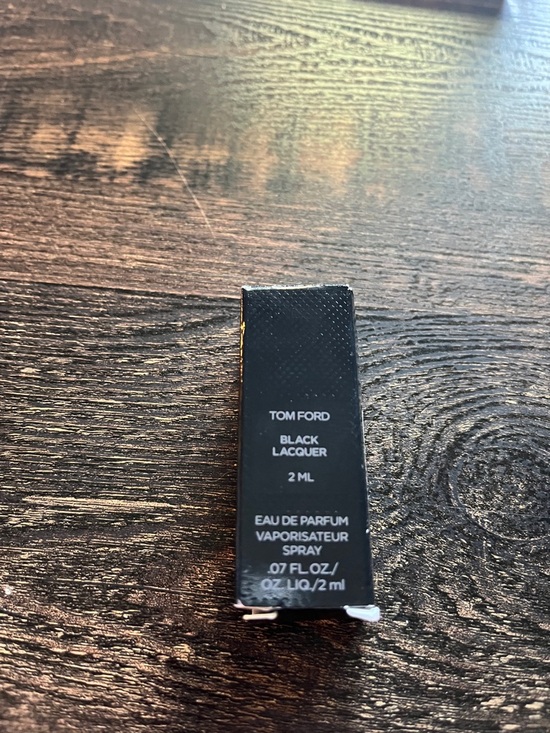 TOM FORD
BLACK
LACQUER
2 ML
EAU DE PARFUM
VAPORISATEUR
SPRAY
.07 FL.OZ./
OZ. LIQ./2 ml